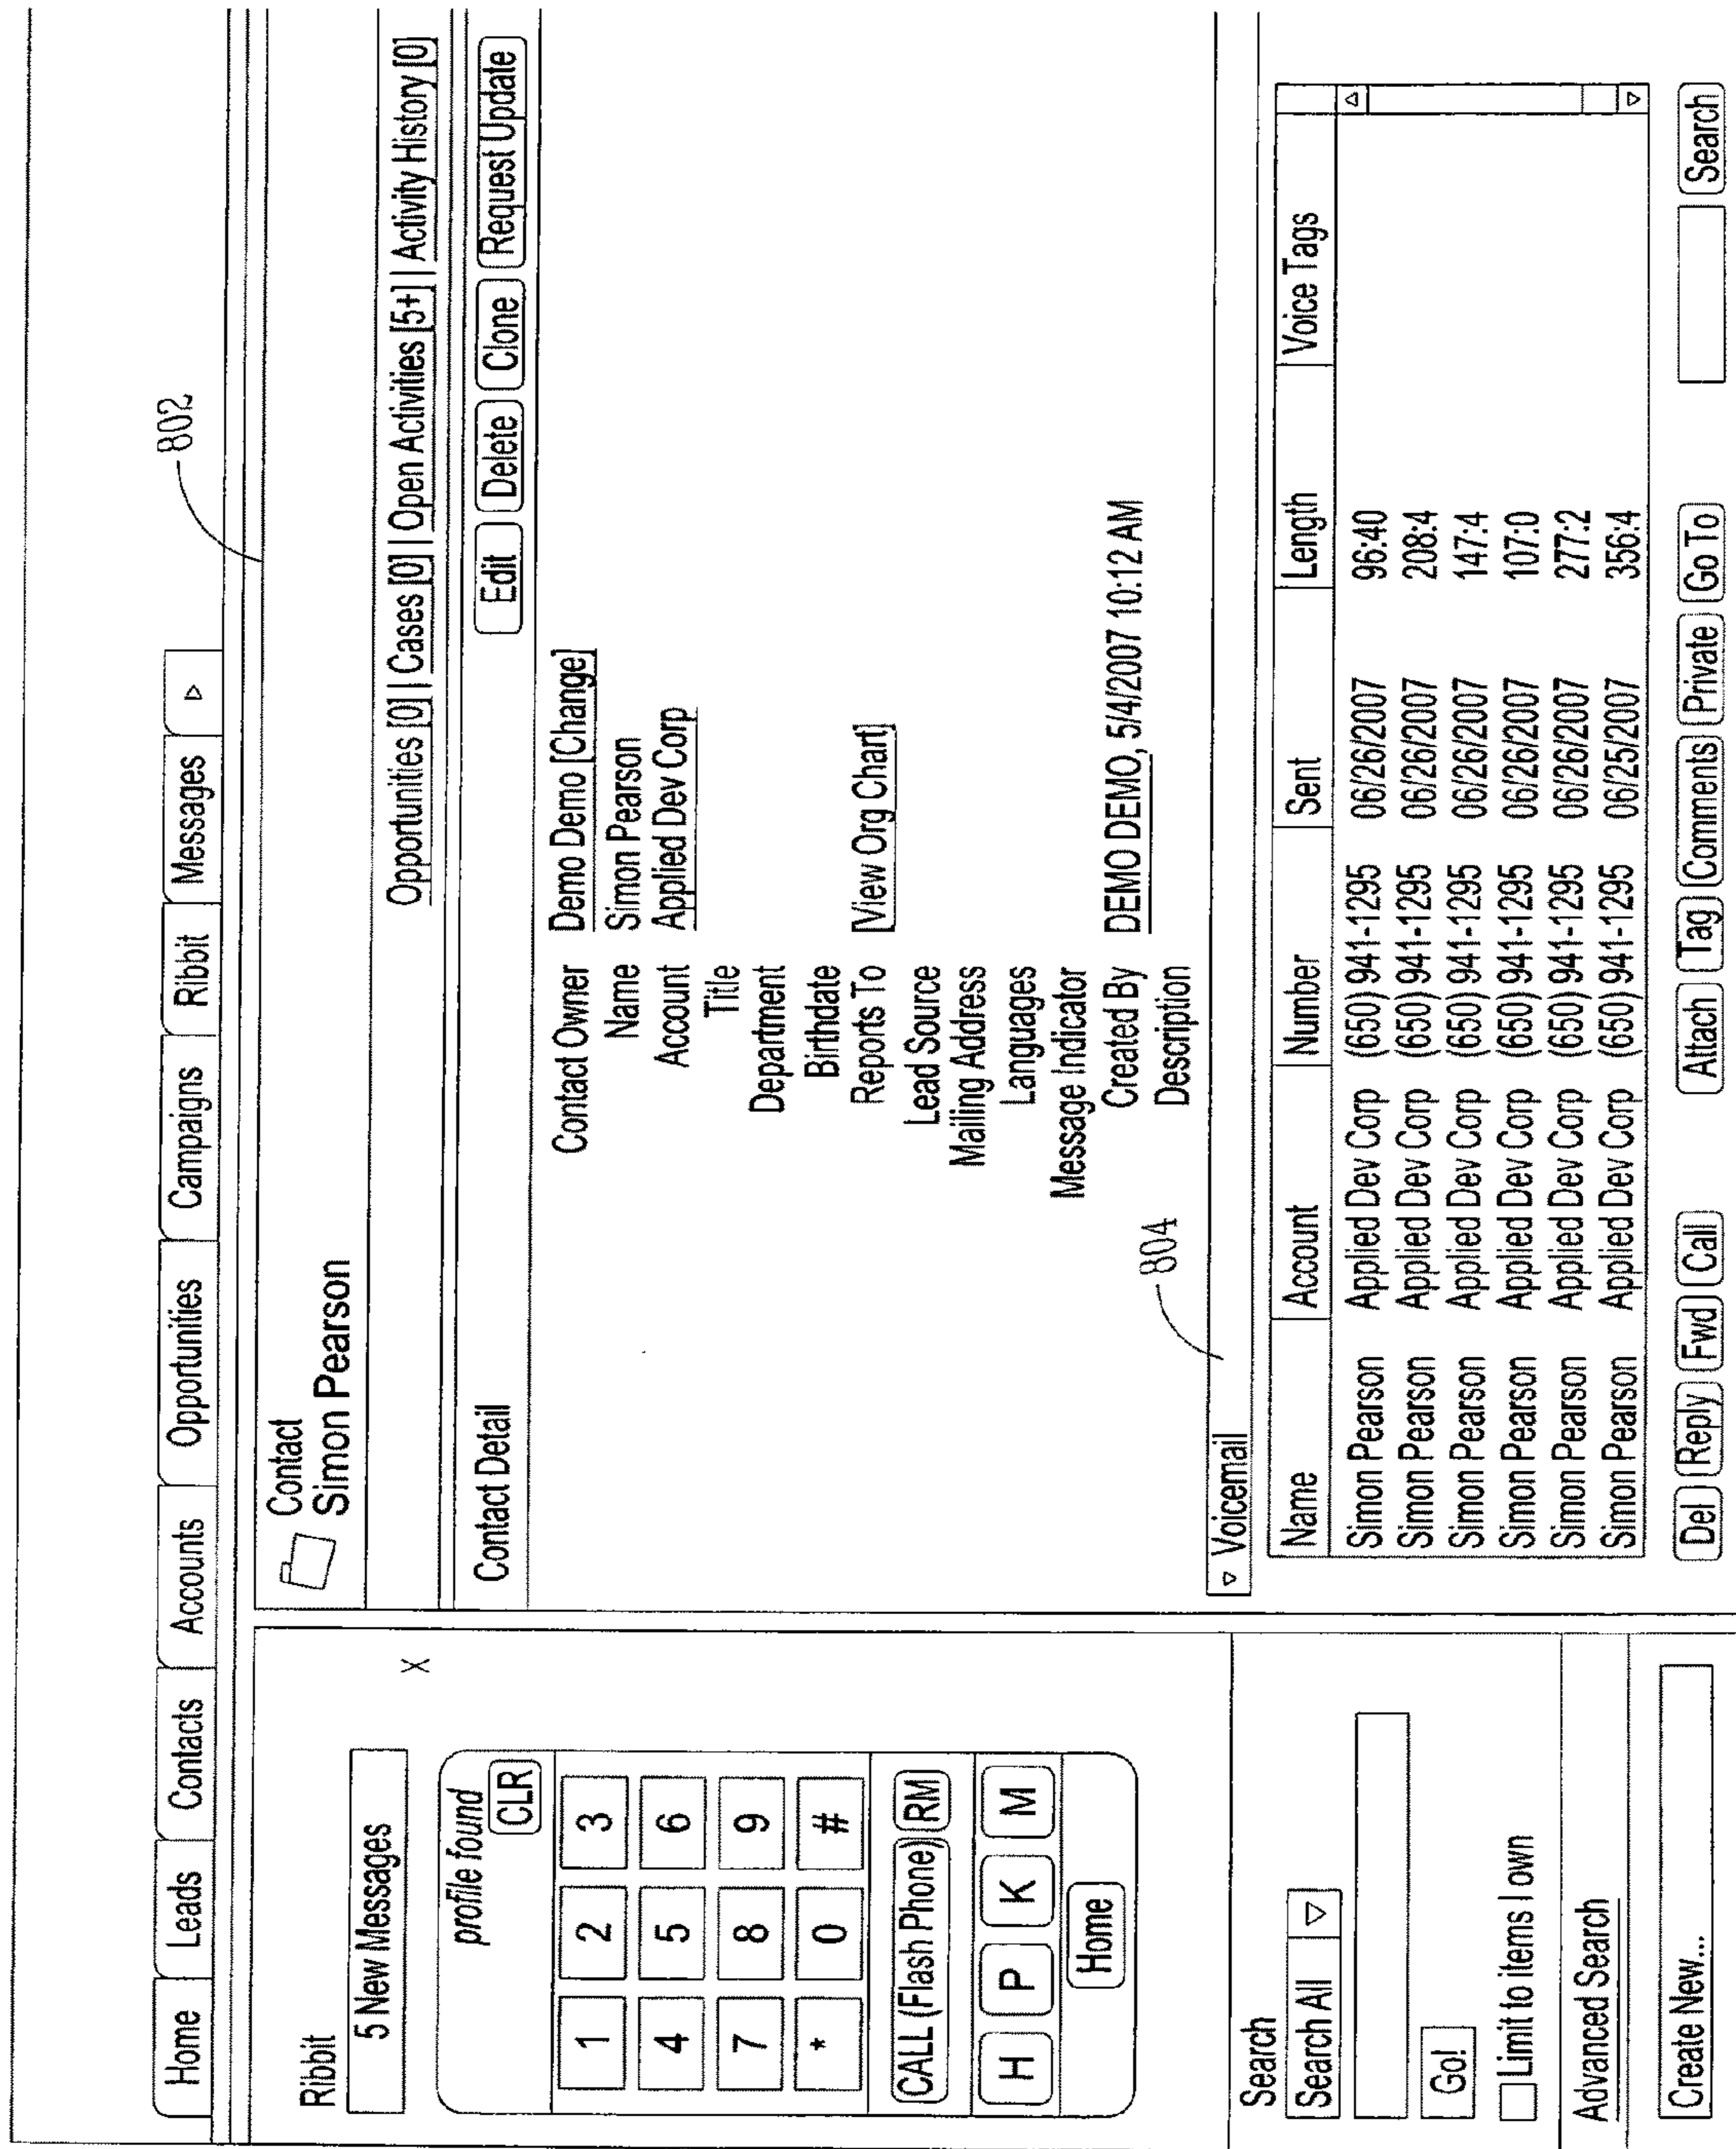 802
Home Leads Contacts Accounts Opportunities Campaigns Ribbit Messages
Ribbit
5 New Messages
X
profile found
CLR
1 2 3
4 5 6
7 8 9
* 0 #
CALL (Flash Phone) RM
H P K M
Home
Search
Search All
Go!
Limit to items I own
Advanced Search
Create New...
Contact
Simon Pearson
Opportunities [0] | Cases [0] | Open Activities [5+] | Activity History [0]
Contact Detail Edit Delete Clone Request Update
Contact Owner Demo Demo [Change]
Name Simon Pearson
Account Applied Dev Corp
Title
Department
Birthdate
Reports To [View Org Chart]
Lead Source
Mailing Address
Languages
Message Indicator
Created By DEMO DEMO, 5/4/2007 10:12 AM
Description
804
Voicemail
Name Account Number Sent Length Voice Tags
Simon Pearson Applied Dev Corp (650) 941-1295 06/26/2007 96:40
Simon Pearson Applied Dev Corp (650) 941-1295 06/26/2007 208:4
Simon Pearson Applied Dev Corp (650) 941-1295 06/26/2007 147:4
Simon Pearson Applied Dev Corp (650) 941-1295 06/26/2007 107:0
Simon Pearson Applied Dev Corp (650) 941-1295 06/26/2007 277:2
Simon Pearson Applied Dev Corp (650) 941-1295 06/25/2007 356:4
Del Reply Fwd Call Attach Tag Comments Private Go To Search